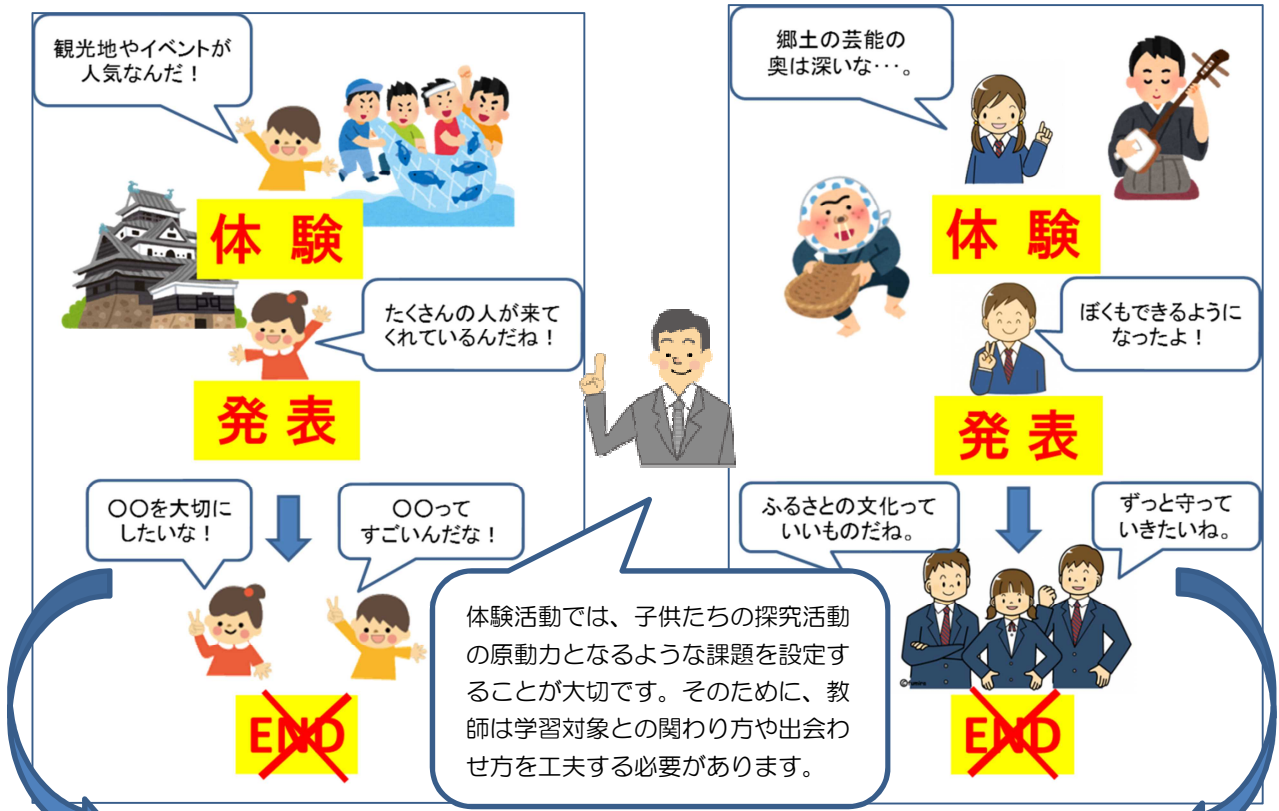 観光地やイベントが
人気なんだ！
体 験
たくさんの人が来て
くれているんだね！
発 表
〇〇を大切に
したいな！
〇〇って
すごいんだな！
END
郷土の芸能の
奥は深いな･･･。
体 験
ぼくもできるように
なったよ！
発 表
ふるさとの文化って
いいものだね。
ずっと守って
いきたいね。
END
体験活動では、子供たちの探究活動
の原動力となるような課題を設定す
ることが大切です。そのために、教
師は学習対象との関わり方や出会わ
せ方を工夫する必要があります。